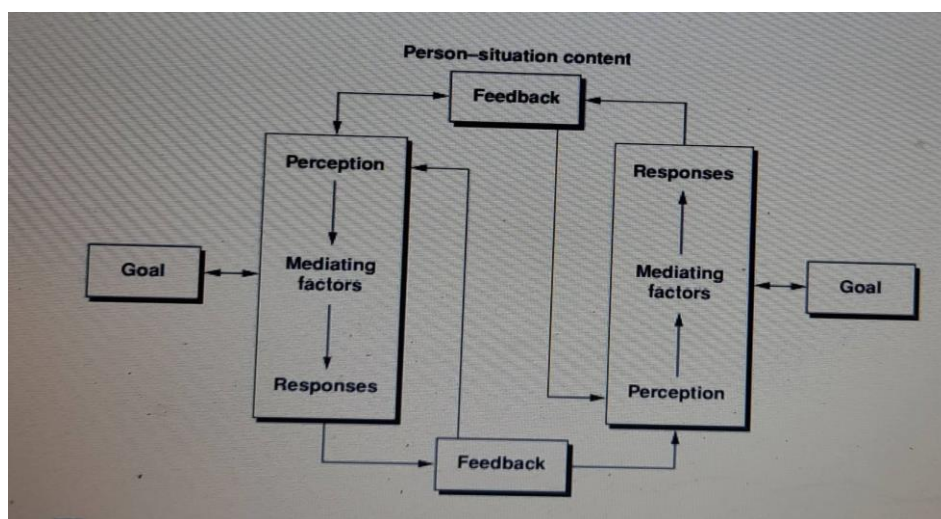 Person–situation content
Feedback
Perception
Mediating
factors
Responses
Goal
Responses
Mediating
factors
Perception
Goal
Feedback